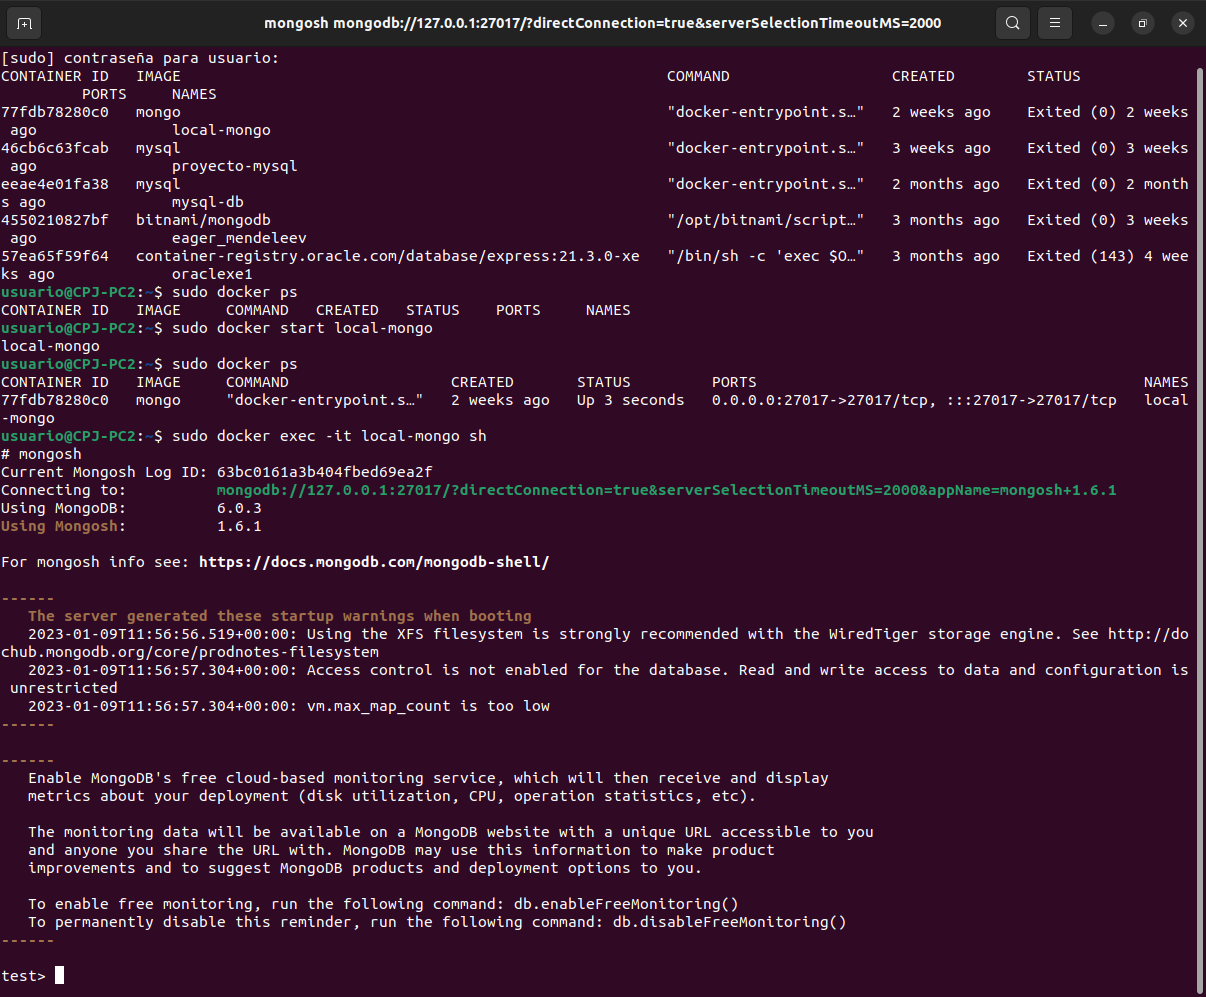 mongosh mongodb://127.0.0.1:27017/?directConnection=true&serverSelectionTimeoutMS=2000
[sudo] contraseña para usuario:
CONTAINER ID   IMAGE                                                      COMMAND                  CREATED        STATUS
         PORTS     NAMES
77fdb78280c0   mongo                                                      "docker-entrypoint.s…"   2 weeks ago    Exited (0) 2 weeks
 ago               local-mongo
46cb6c63fcab   mysql                                                      "docker-entrypoint.s…"   3 weeks ago    Exited (0) 3 weeks
 ago               proyecto-mysql
eeae4e01fa38   mysql                                                      "docker-entrypoint.s…"   2 months ago   Exited (0) 2 month
s ago              mysql-db
4550210827bf   bitnami/mongodb                                            "/opt/bitnami/script…"   3 months ago   Exited (0) 3 weeks
 ago               eager_mendeleev
57ea65f59f64   container-registry.oracle.com/database/express:21.3.0-xe   "/bin/sh -c 'exec $O…"   3 months ago   Exited (143) 4 wee
ks ago             oraclexe1
usuario@CPJ-PC2:~$ sudo docker ps
CONTAINER ID   IMAGE     COMMAND   CREATED   STATUS    PORTS     NAMES
usuario@CPJ-PC2:~$ sudo docker start local-mongo
local-mongo
usuario@CPJ-PC2:~$ sudo docker ps
CONTAINER ID   IMAGE     COMMAND                  CREATED       STATUS         PORTS                                           NAMES
77fdb78280c0   mongo     "docker-entrypoint.s…"   2 weeks ago   Up 3 seconds   0.0.0.0:27017->27017/tcp, :::27017->27017/tcp   local
-mongo
usuario@CPJ-PC2:~$ sudo docker exec -it local-mongo sh
# mongosh
Current Mongosh Log ID: 63bc0161a3b404fbed69ea2f
Connecting to:          mongodb://127.0.0.1:27017/?directConnection=true&serverSelectionTimeoutMS=2000&appName=mongosh+1.6.1
Using MongoDB:          6.0.3
Using Mongosh:          1.6.1

For mongosh info see: https://docs.mongodb.com/mongodb-shell/

------
   The server generated these startup warnings when booting
   2023-01-09T11:56:56.519+00:00: Using the XFS filesystem is strongly recommended with the WiredTiger storage engine. See http://do
chub.mongodb.org/core/prodnotes-filesystem
   2023-01-09T11:56:57.304+00:00: Access control is not enabled for the database. Read and write access to data and configuration is
 unrestricted
   2023-01-09T11:56:57.304+00:00: vm.max_map_count is too low
------

------
   Enable MongoDB's free cloud-based monitoring service, which will then receive and display
   metrics about your deployment (disk utilization, CPU, operation statistics, etc).

   The monitoring data will be available on a MongoDB website with a unique URL accessible to you
   and anyone you share the URL with. MongoDB may use this information to make product
   improvements and to suggest MongoDB products and deployment options to you.

   To enable free monitoring, run the following command: db.enableFreeMonitoring()
   To permanently disable this reminder, run the following command: db.disableFreeMonitoring()
------

test>